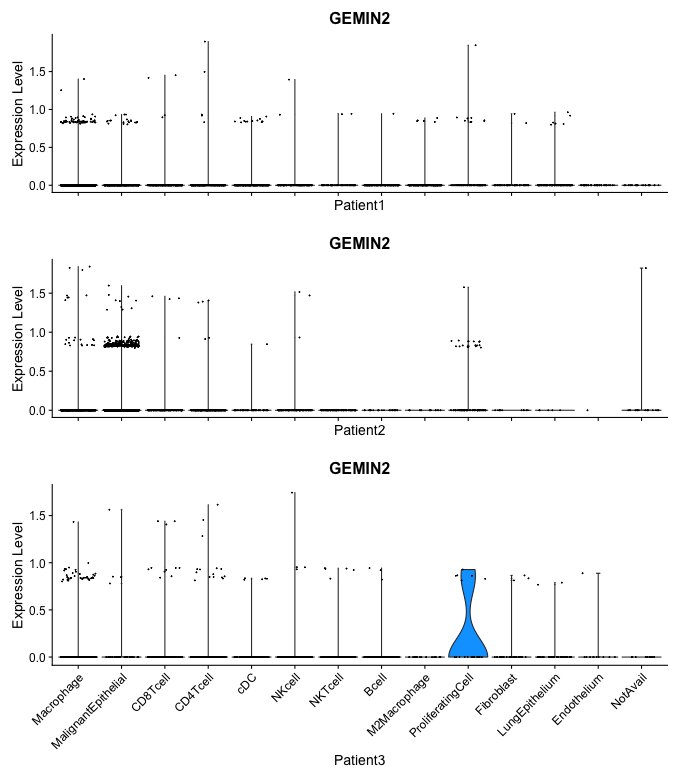 GEMIN2
Expression Level
1.5
1.0
0.5
0.0
Patient1
GEMIN2
Expression Level
1.5
1.0
0.5
0.0
Patient2
GEMIN2
Expression Level
1.5
1.0
0.5
0.0
Macrophage
MalignantEpithelial
CD8Tcell
CD4Tcell
cDC
NKcell
NKTcell
Bcell
M2Macrophage
ProliferatingCell
Fibroblast
LungEpithelium
Endothelium
NotAvail
Patient3